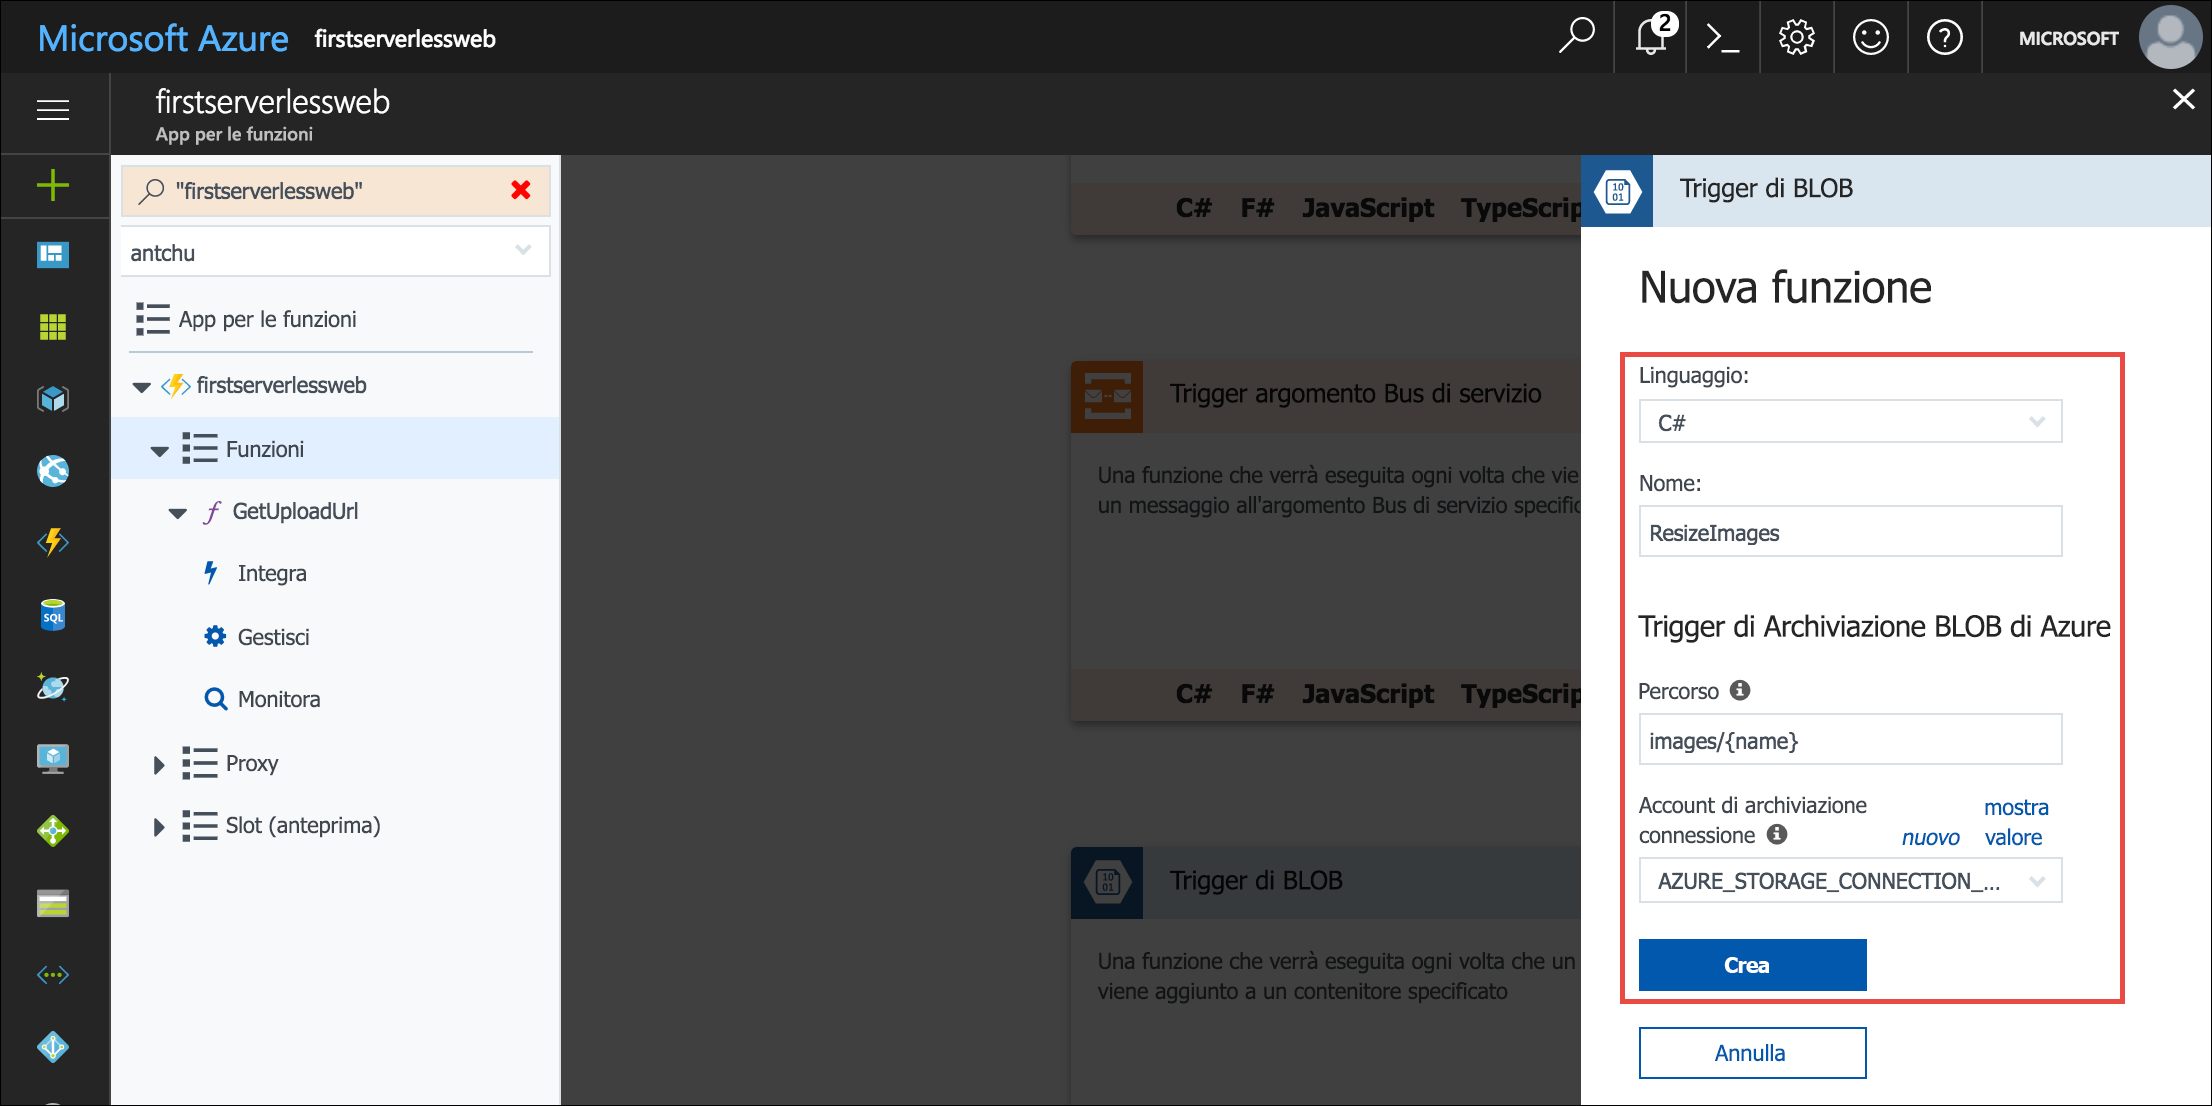 Microsoft Azure firstserverlessweb
2
MICROSOFT
firstserverlessweb
App per le funzioni
"firstserverlessweb"
antchu
App per le funzioni
firstserverlessweb
Funzioni
GetUploadUrl
Integra
Gestisci
Monitora
Proxy
Slot (anteprima)
SQL
C# F# JavaScript TypeScrip
Trigger argomento Bus di servizio
Una funzione che verrà eseguita ogni volta che vie
un messaggio all'argomento Bus di servizio specific
C# F# JavaScript TypeScrip
10
01
Trigger di BLOB
Una funzione che verrà eseguita ogni volta che un
viene aggiunto a un contenitore specificato
10
01
Trigger di BLOB
Nuova funzione
Linguaggio:
C#
Nome:
ResizeImages
Trigger di Archiviazione BLOB di Azure
Percorso
images/{name}
Account di archiviazione
connessione
nuovo
mostra
valore
AZURE_STORAGE_CONNECTION_...
Crea
Annulla